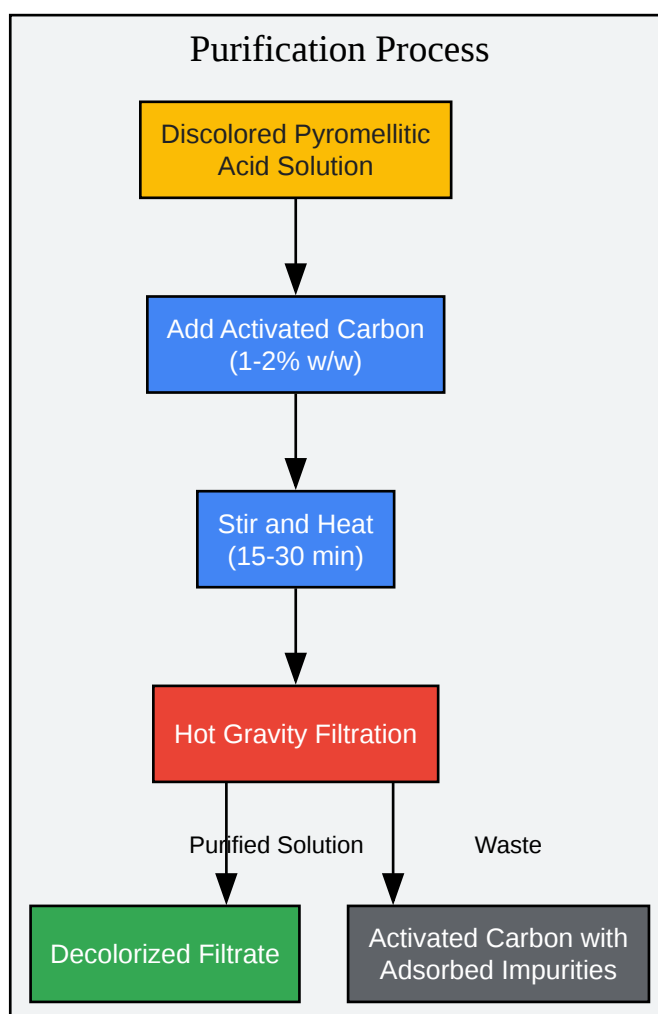 Purification Process
Discolored Pyromellitic
Acid Solution
Add Activated Carbon
(1-2% w/w)
Stir and Heat
(15-30 min)
Hot Gravity Filtration
Purified Solution
Waste
Decolorized Filtrate
Activated Carbon with
Adsorbed Impurities